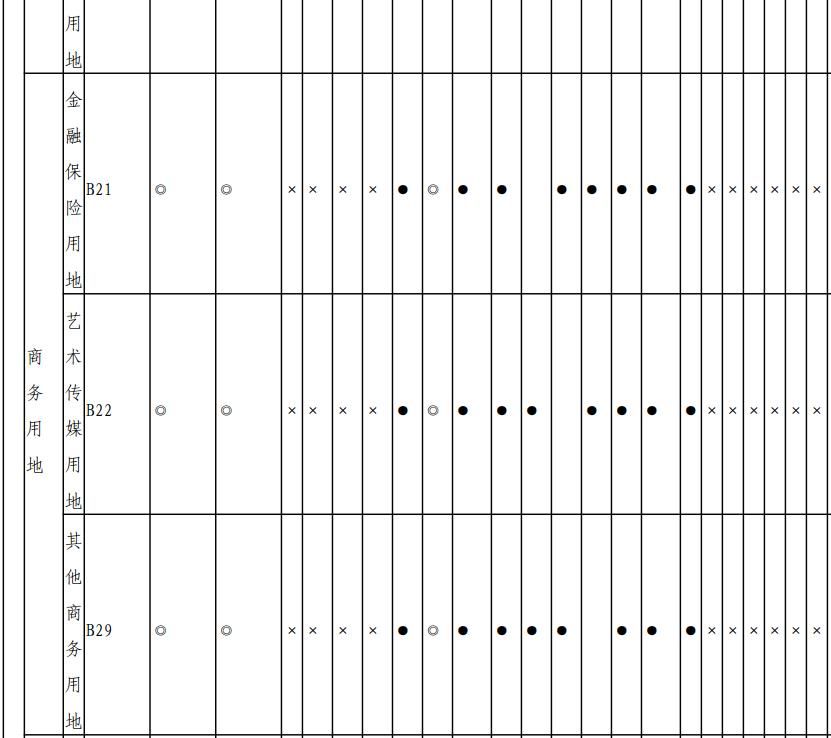 用地
金融保险用地 B21 ◎ ◎ × × × × ● ◎ ● ● ● ● ● ● ● × × × × × ×
商务用地
艺术传媒用地 B22 ◎ ◎ × × × × ● ◎ ● ● ● ● ● ● ● × × × × × ×
其他商务用地 B29 ◎ ◎ × × × × ● ◎ ● ● ● ● ● ● ● × × × × × ×